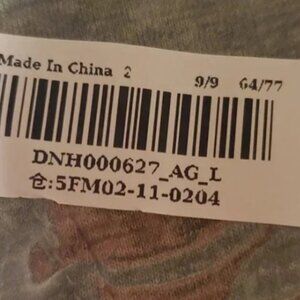 Made In China 2 9/9 64/77
DNH000627_AG_L
仓:5FM02-11-0204